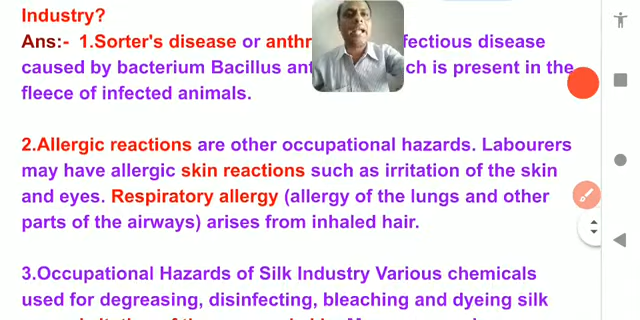 Industry?
Ans:- 1.Sorter's disease or anth fectious disease
caused by bacterium Bacillus ant ch is present in the
fleece of infected animals.
2.Allergic reactions are other occupational hazards. Labourers
may have allergic skin reactions such as irritation of the skin
and eyes. Respiratory allergy (allergy of the lungs and other
parts of the airways) arises from inhaled hair.
3.Occupational Hazards of Silk Industry Various chemicals
used for degreasing, disinfecting, bleaching and dyeing silk